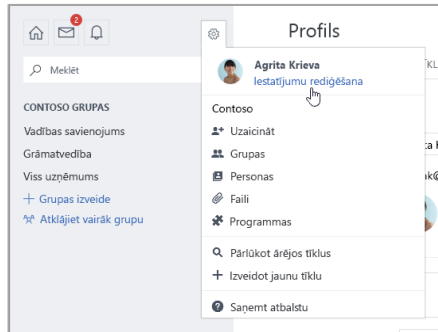 2
Profils
Meklēt
CONTOSO GRUPAS
Vadības savienojums
Grāmatvedība
Viss uzņēmums
+ Grupas izveide
Atklājiet vairāk grupu
Agrita Krieva
Iestatījumu rediģēšana
Contoso
Uzaicināt
Grupas
Personas
Faili
Programmas
Pārlūkot ārējos tīklus
+ Izveidot jaunu tīklu
Saņemt atbalstu